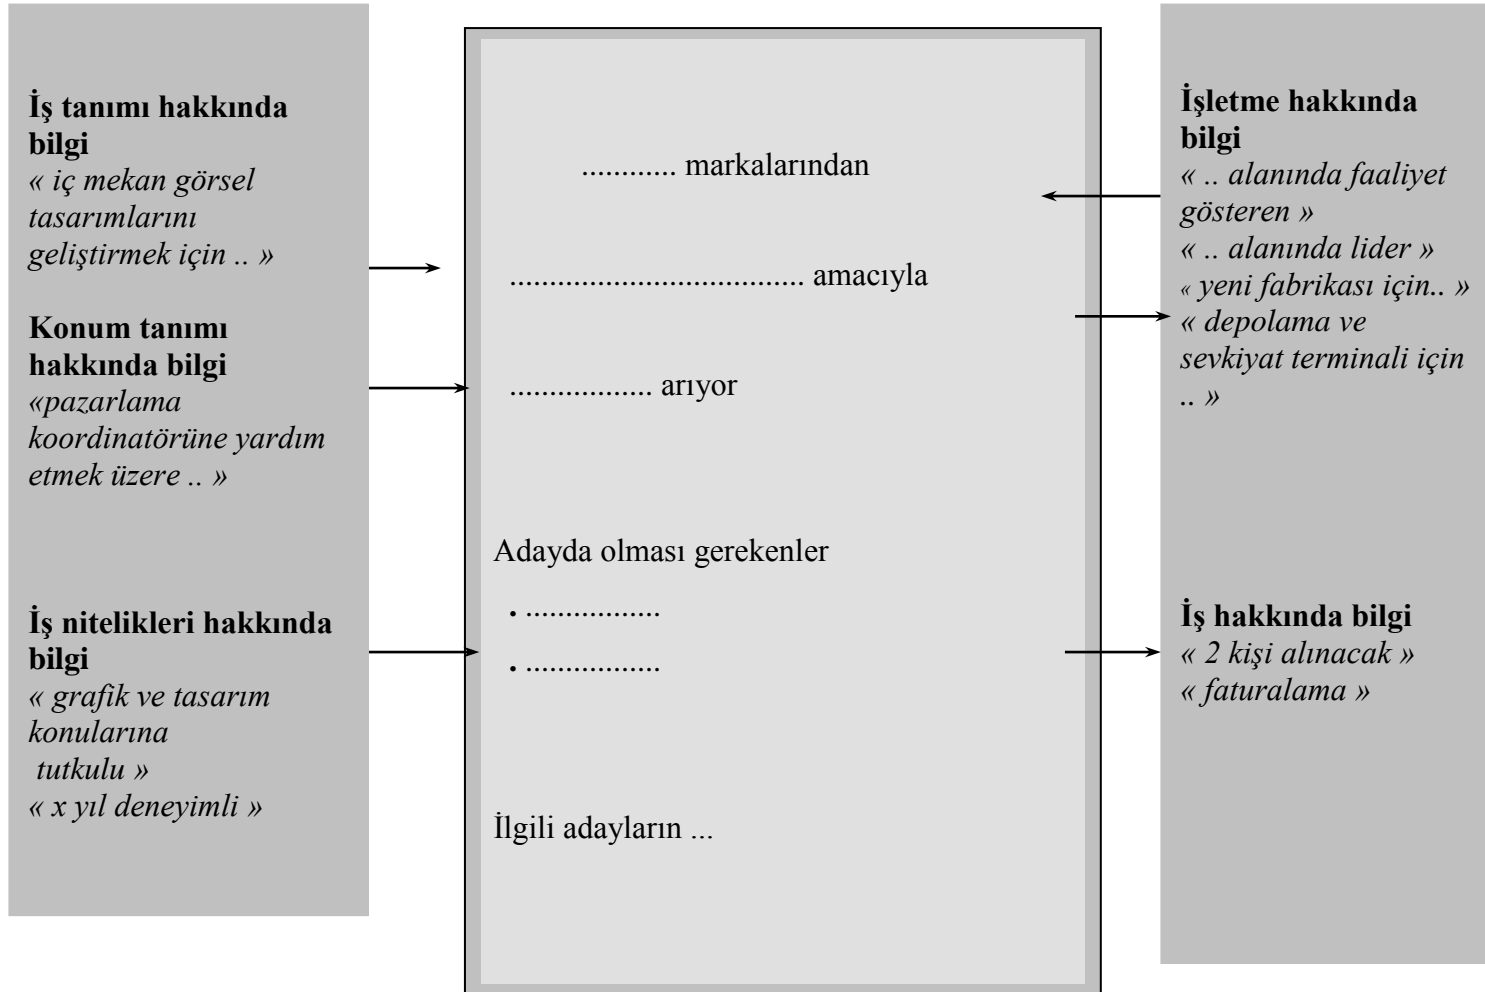 İş tanımı hakkında
bilgi
« iç mekan görsel
tasarımlarını
geliştirmek için .. »
Konum tanımı
hakkında bilgi
«pazarlama
koordinatörüne yardım
etmek üzere .. »
İş nitelikleri hakkında
bilgi
« grafik ve tasarım
konularına
tutkulu »
« x yıl deneyimli »
............ markalarından
..................................... amacıyla
.................. arıyor
Adayda olması gerekenler
. .................
. .................
İlgili adayların ...
İşletme hakkında
bilgi
« .. alanında faaliyet
gösteren »
« .. alanında lider »
« yeni fabrikası için.. »
« depolama ve
sevkiyat terminali için
.. »
İş hakkında bilgi
« 2 kişi alınacak »
« faturalama »